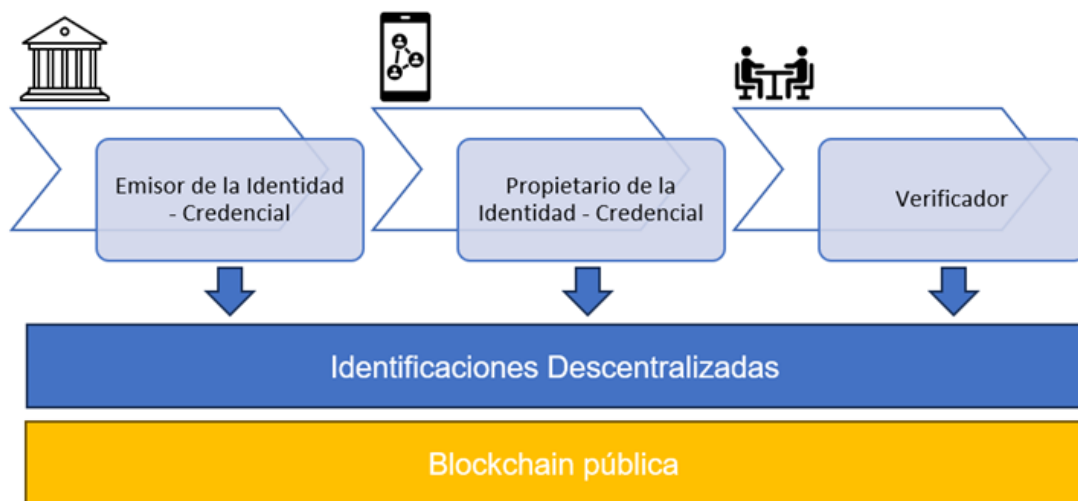 Emisor de la Identidad
- Credencial
Propietario de la
Identidad - Credencial
Verificador
Identificaciones Descentralizadas
Blockchain pública